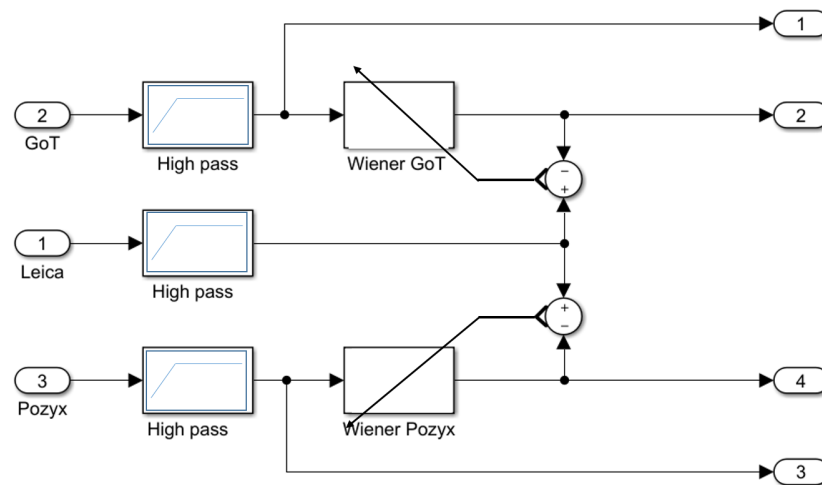 1
2
GoT
High pass
Wiener GoT
2
−
+
1
Leica
High pass
+
−
3
Pozyx
High pass
Wiener Pozyx
4
3